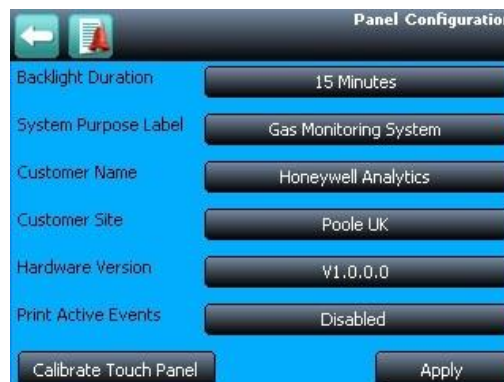 Panel Configuratio
Backlight Duration 15 Minutes
System Purpose Label Gas Monitoring System
Customer Name Honeywell Analytics
Customer Site Poole UK
Hardware Version V1.0.0.0
Print Active Events Disabled
Calibrate Touch Panel Apply